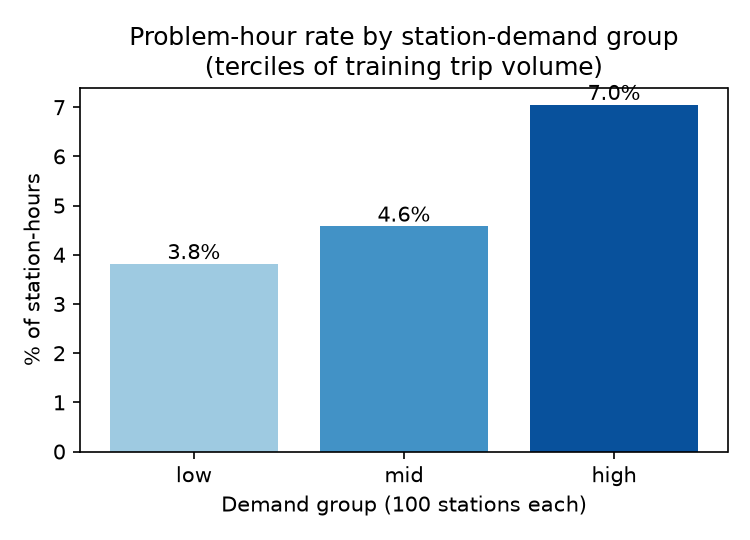 Problem-hour rate by station-demand group
(terciles of training trip volume)
7.0%
4.6%
3.8%
7
6
5
4
3
2
1
0
% of station-hours
low mid high
Demand group (100 stations each)